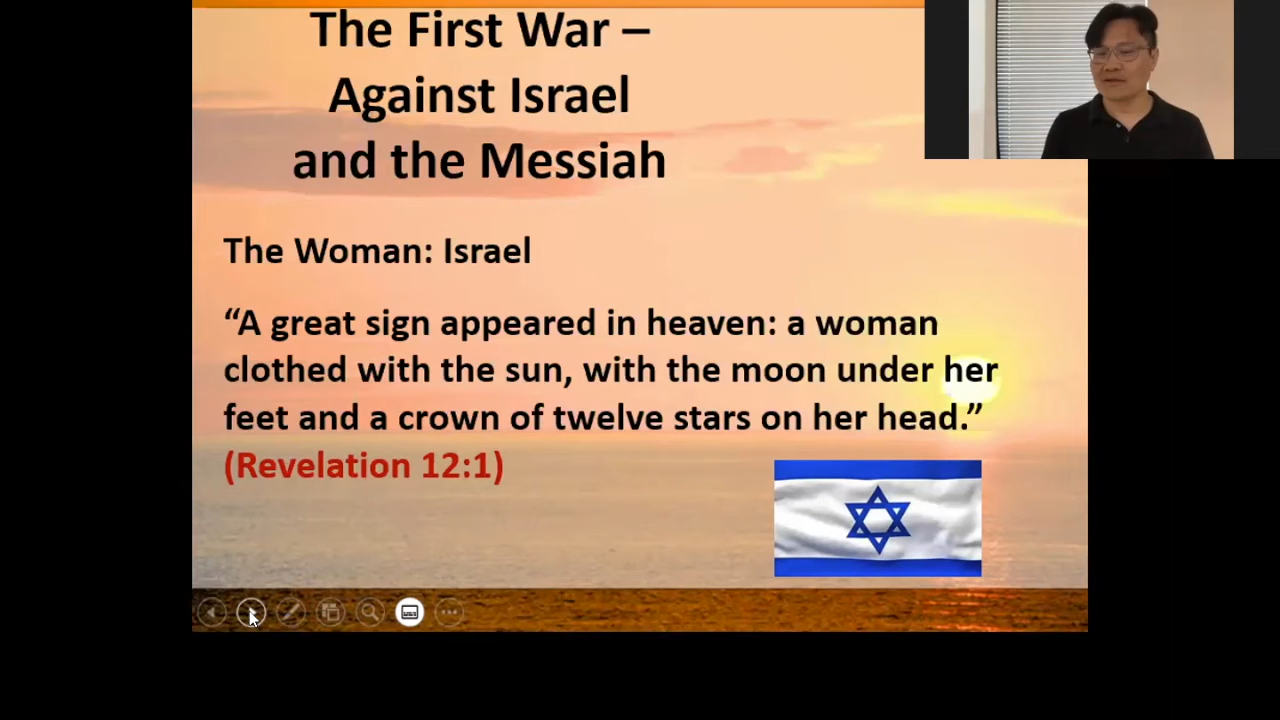 The First War –
Against Israel
and the Messiah
The Woman: Israel
“A great sign appeared in heaven: a woman
clothed with the sun, with the moon under her
feet and a crown of twelve stars on her head.”
(Revelation 12:1)